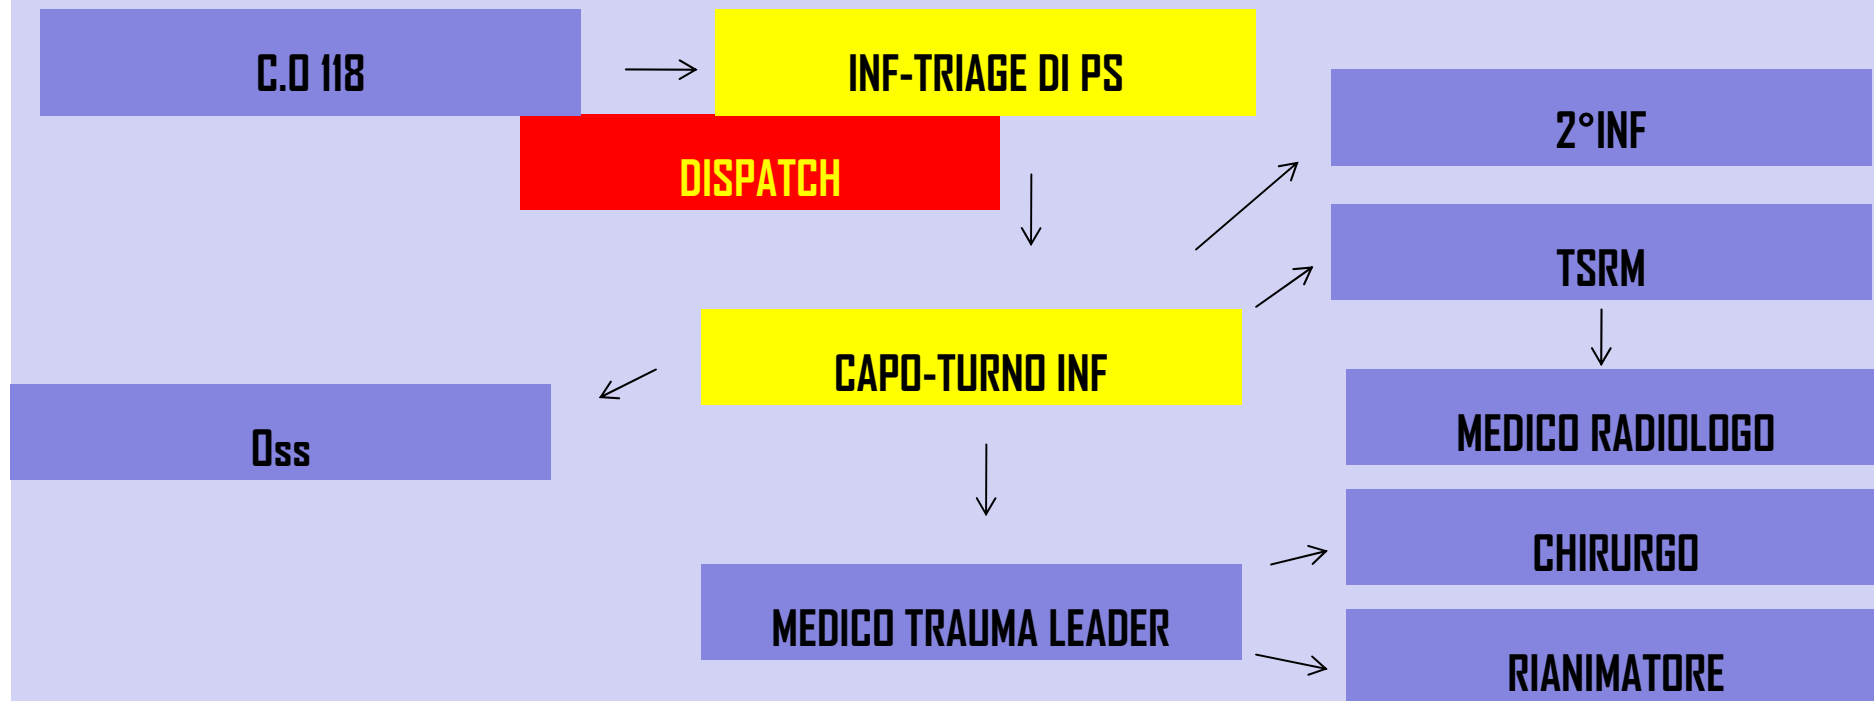 C.O 118
INF-TRIAGE DI PS
2°INF
DISPATCH
TSRM
CAPO-TURNO INF
Oss
MEDICO RADIOLOGO
CHIRURGO
MEDICO TRAUMA LEADER
RIANIMATORE